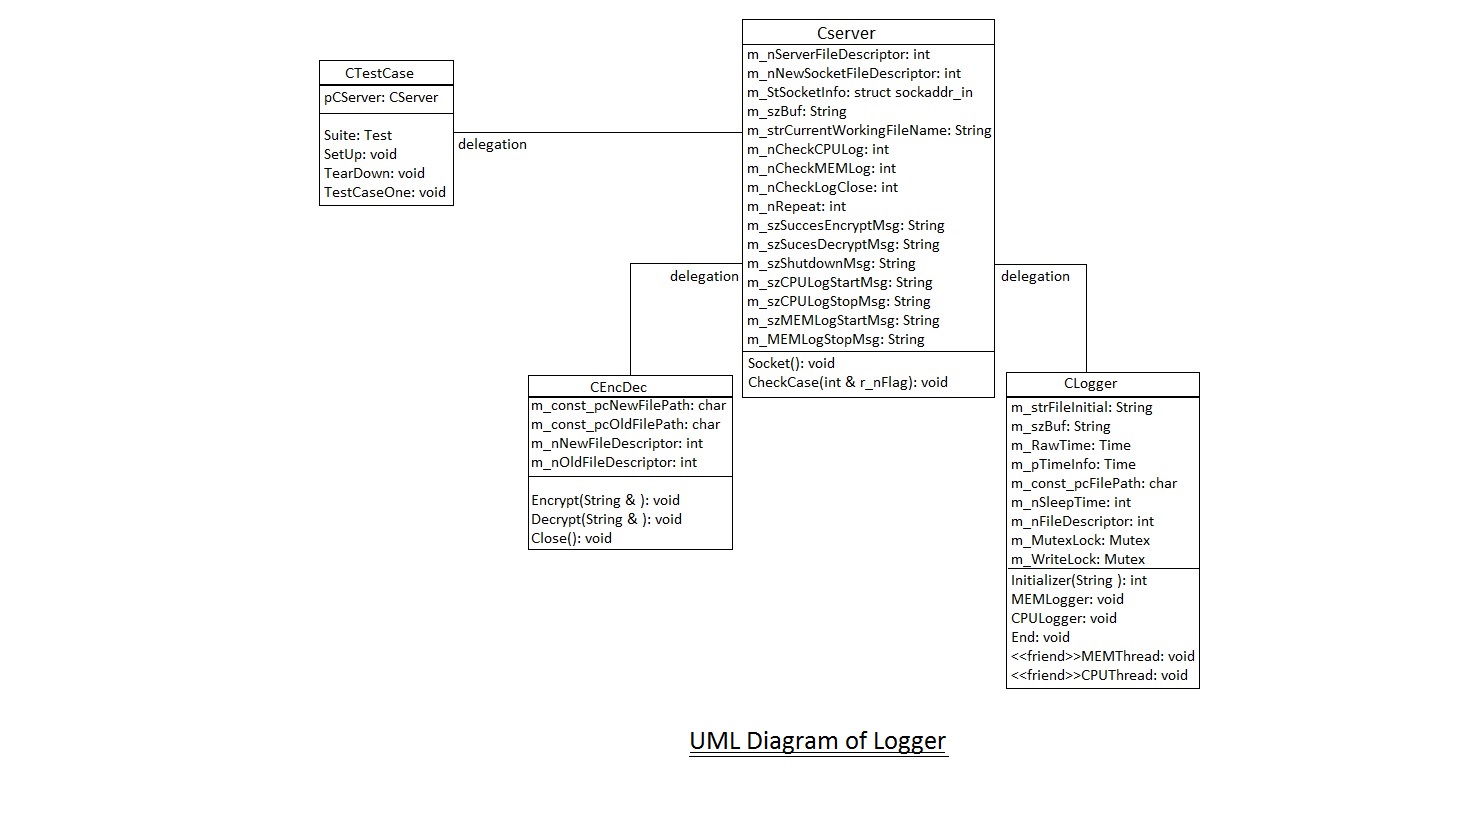 CTestCase
pCServer: CServer
Suite: Test
SetUp: void
TearDown: void
TestCaseOne: void
delegation
Cserver
m_nServerFileDescriptor: int
m_nNewSocketFileDescriptor: int
m_StSocketInfo: struct sockaddr_in
m_szBuf: String
m_strCurrentWorkingFileName: String
m_nCheckCPULog: int
m_nCheckMEMLog: int
m_nCheckLogClose: int
m_nRepeat: int
m_szSuccesEncryptMsg: String
m_szSucesDecryptMsg: String
m_szShutdownMsg: String
m_szCPULogStartMsg: String
m_szCPULogStopMsg: String
m_szMEMLogStartMsg: String
m_MEMLogStopMsg: String
Socket(): void
CheckCase(int & r_nFlag): void
delegation
delegation
CEncDec
m_const_pcNewFilePath: char
m_const_pcOldFilePath: char
m_nNewFileDescriptor: int
m_nOldFileDescriptor: int
Encrypt(String & ): void
Decrypt(String & ): void
Close(): void
CLogger
m_strFileInitial: String
m_szBuf: String
m_RawTime: Time
m_pTimeInfo: Time
m_const_pcFilePath: char
m_nSleepTime: int
m_nFileDescriptor: int
m_MutexLock: Mutex
m_WriteLock: Mutex
Initializer(String ): int
MEMLogger: void
CPULogger: void
End: void
<<friend>>MEMThread: void
<<friend>>CPUThread: void
UML Diagram of Logger